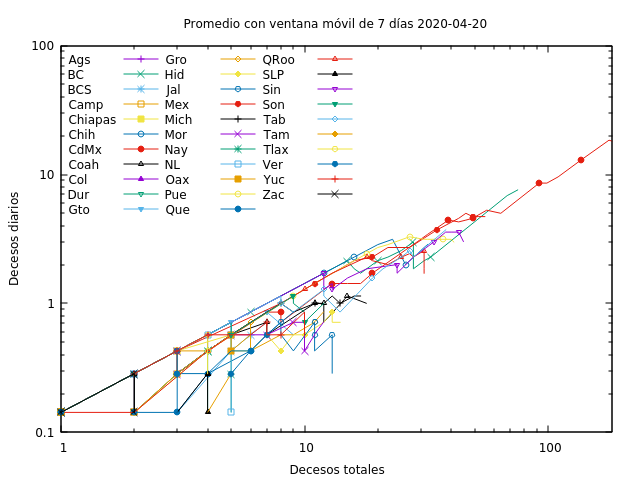 Promedio con ventana móvil de 7 días 2020-04-20
100
10
1
0.1
Decesos diarios
Ags Gro QRoo
BC Hid SLP
BCS Jal Sin
Camp Mex Son
Chiapas Mich Tab
Chih Mor Tam
CdMx Nay Tlax
Coah NL Ver
Col Oax Yuc
Dur Pue Zac
Gto Que
1 10 100
Decesos totales